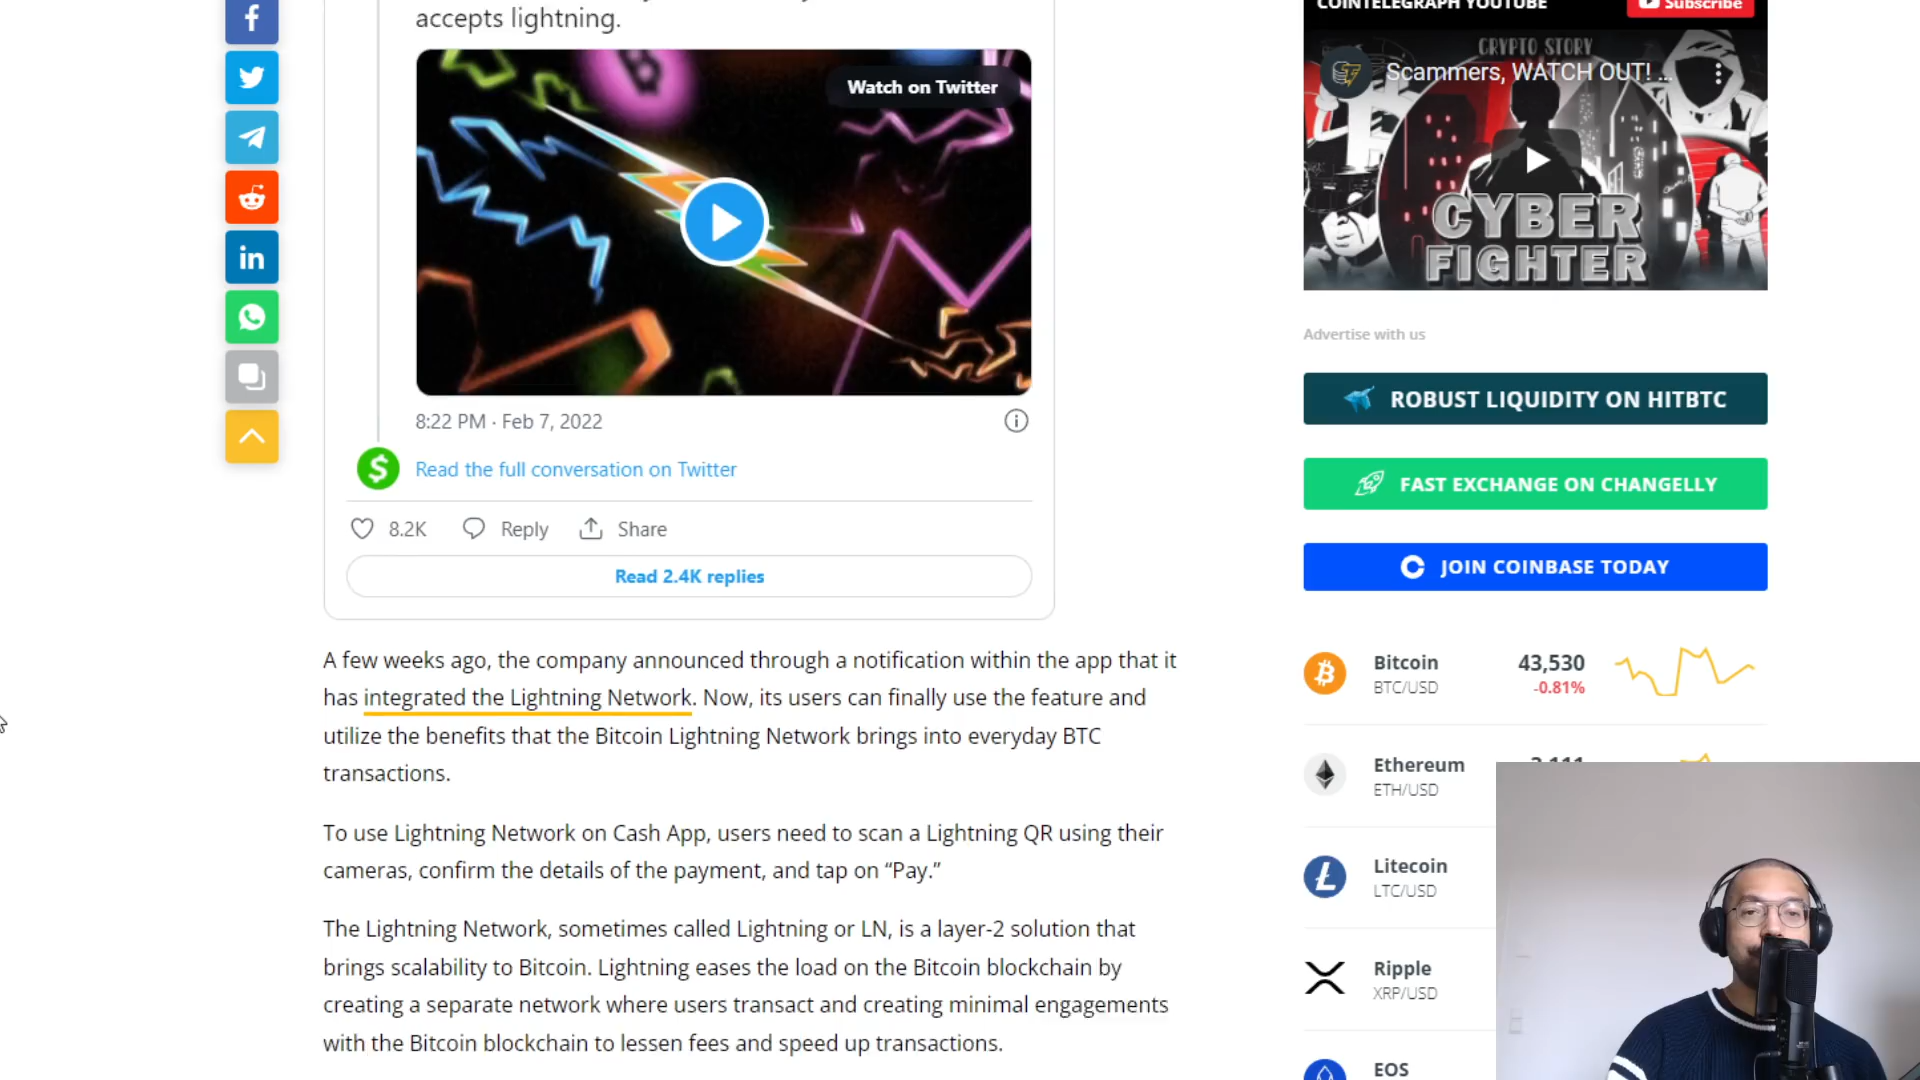 accepts lightning.
Watch on Twitter
8:22 PM · Feb 7, 2022
Read the full conversation on Twitter
8.2K Reply Share
Read 2.4K replies
A few weeks ago, the company announced through a notification within the app that it
has integrated the Lightning Network. Now, its users can finally use the feature and
utilize the benefits that the Bitcoin Lightning Network brings into everyday BTC
transactions.
To use Lightning Network on Cash App, users need to scan a Lightning QR using their
cameras, confirm the details of the payment, and tap on “Pay.”
The Lightning Network, sometimes called Lightning or LN, is a layer-2 solution that
brings scalability to Bitcoin. Lightning eases the load on the Bitcoin blockchain by
creating a separate network where users transact and creating minimal engagements
with the Bitcoin blockchain to lessen fees and speed up transactions.
COINTELEGRAPH YOUTUBE
Subscribe
CRYPTO STORY
Scammers, WATCH OUT! ...
CYBER
FIGHTER
Advertise with us
ROBUST LIQUIDITY ON HITBTC
FAST EXCHANGE ON CHANGELLY
JOIN COINBASE TODAY
Bitcoin 43,530
BTC/USD -0.81%
Ethereum
ETH/USD
Litecoin
LTC/USD
Ripple
XRP/USD
EOS